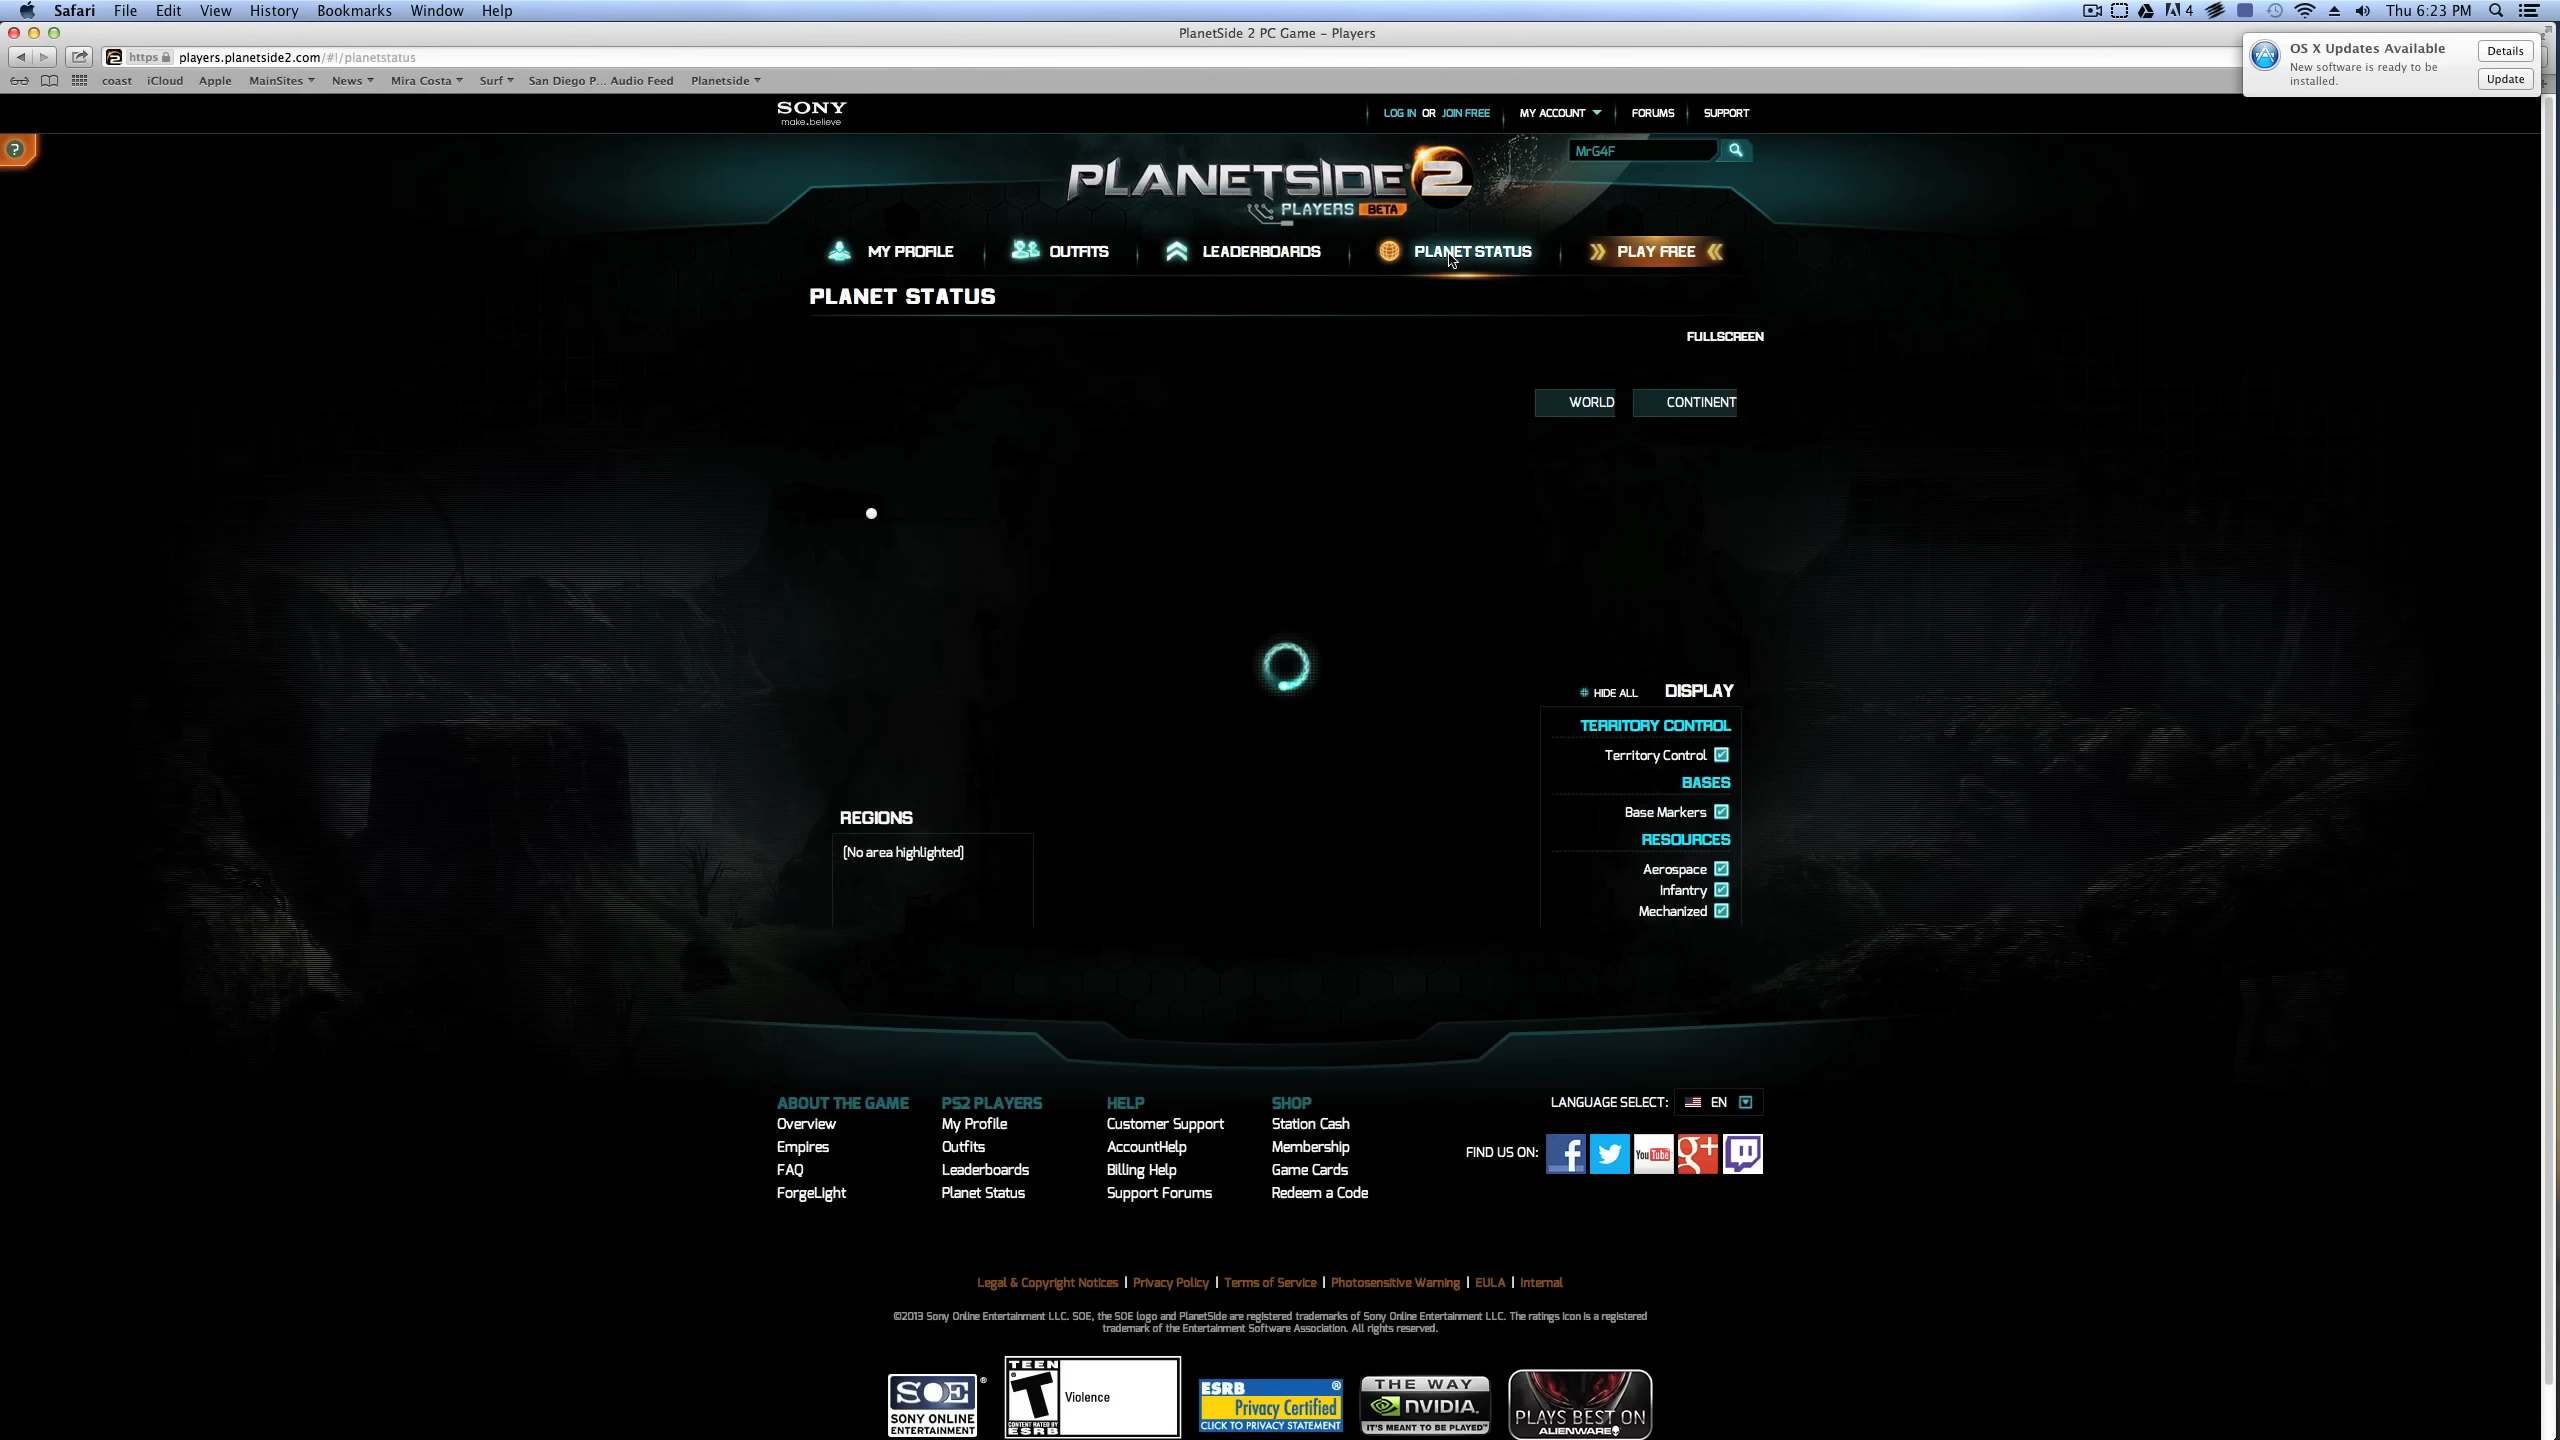 Safari File Edit View History Bookmarks Window Help
4 Thu 6:23 PM
PlanetSide 2 PC Game – Players
https players.planetside2.com/#!/planetstatus
coast iCloud Apple MainSites News Mira Costa Surf San Diego P... Audio Feed Planetside
OS X Updates Available
New software is ready to be
installed.
Details
Update
SONY
make.believe
LOG IN OR JOIN FREE MY ACCOUNT FORUMS SUPPORT
?
MrG4F
PLANETSIDE 2
PLAYERS BETA
MY PROFILE OUTFITS LEADERBOARDS PLANET STATUS PLAY FREE
PLANET STATUS
FULLSCREEN
WORLD CONTINENT
HIDE ALL DISPLAY
TERRITORY CONTROL
Territory Control
BASES
Base Markers
RESOURCES
Aerospace
Infantry
Mechanized
REGIONS
(No area highlighted)
ABOUT THE GAME
Overview
Empires
FAQ
ForgeLight
PS2 PLAYERS
My Profile
Outfits
Leaderboards
Planet Status
HELP
Customer Support
AccountHelp
Billing Help
Support Forums
SHOP
Station Cash
Membership
Game Cards
Redeem a Code
LANGUAGE SELECT: EN
FIND US ON: f You Tube g+
Legal & Copyright Notices | Privacy Policy | Terms of Service | Photosensitive Warning | EULA | Internal
©2013 Sony Online Entertainment LLC. SOE, the SOE logo and PlanetSide are registered trademarks of Sony Online Entertainment LLC. The ratings icon is a registered
trademark of the Entertainment Software Association. All rights reserved.
SOE ®
SONY ONLINE
ENTERTAINMENT
TEEN
T
CONTENT RATED BY
ESRB
Violence
ESRB ®
Privacy Certified
CLICK TO PRIVACY STATEMENT
THE WAY
NVIDIA.
IT'S MEANT TO BE PLAYED™
PLAYS BEST ON
ALIENWARE